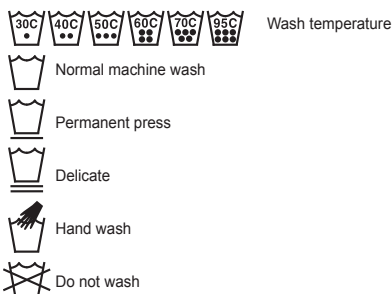 30C 40C 50C 60C 70C 95C Wash temperature
Normal machine wash
Permanent press
Delicate
Hand wash
Do not wash